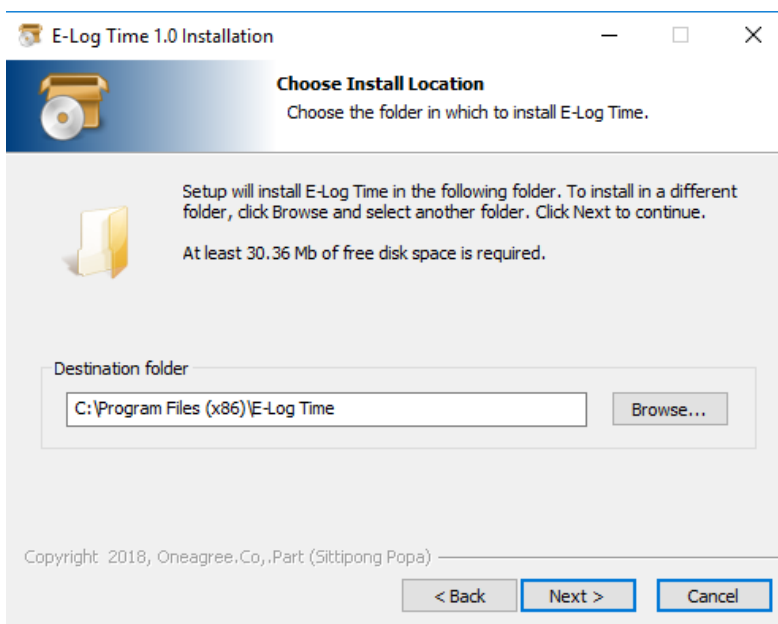 E-Log Time 1.0 Installation
Choose Install Location
Choose the folder in which to install E-Log Time.
Setup will install E-Log Time in the following folder. To install in a different
folder, click Browse and select another folder. Click Next to continue.
At least 30.36 Mb of free disk space is required.
Destination folder
C:\Program Files (x86)\E-Log Time
Browse...
Copyright 2018, Oneagree.Co,.Part (Sittipong Popa)
< Back
Next >
Cancel